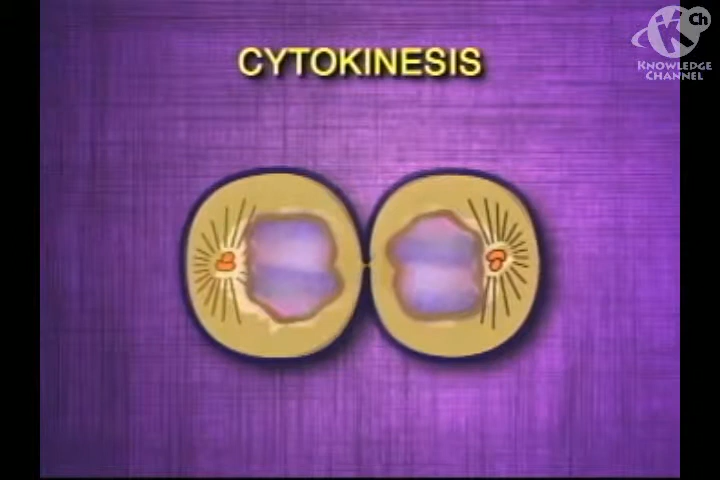 CYTOKINESIS
Ch
K
KNOWLEDGE
CHANNEL